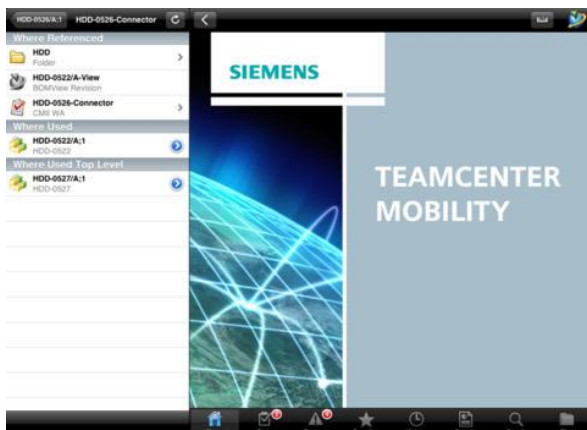 HDD-0526/A;1
HDD-0526-Connector
Where Referenced
HDD
Folder
HDD-0522/A-View
BOMView Revision
HDD-0526-Connector
CMII WA
Where Used
HDD-0522/A;1
HDD-0522
Where Used Top Level
HDD-0527/A;1
HDD-0527
SIEMENS
TEAMCENTER
MOBILITY